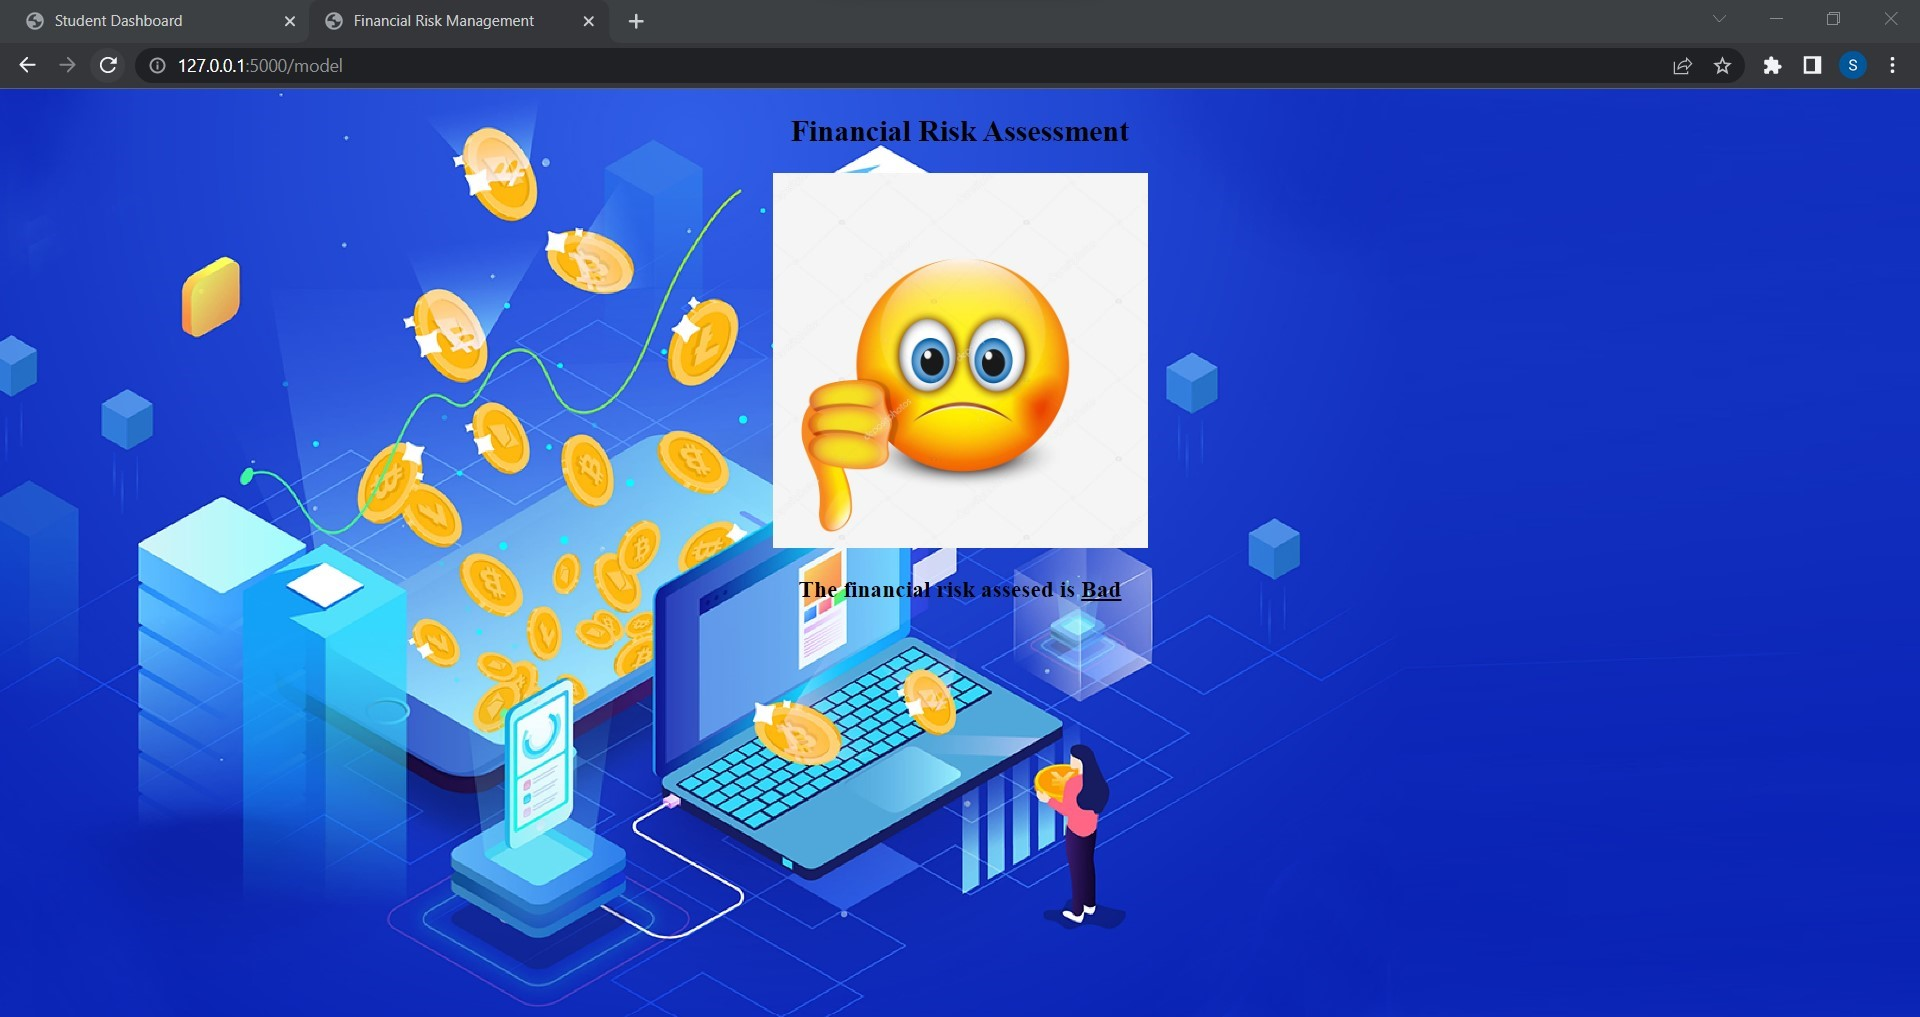 Student Dashboard
Financial Risk Management
127.0.0.1:5000/model
S
Financial Risk Assessment
The financial risk assesed is Bad